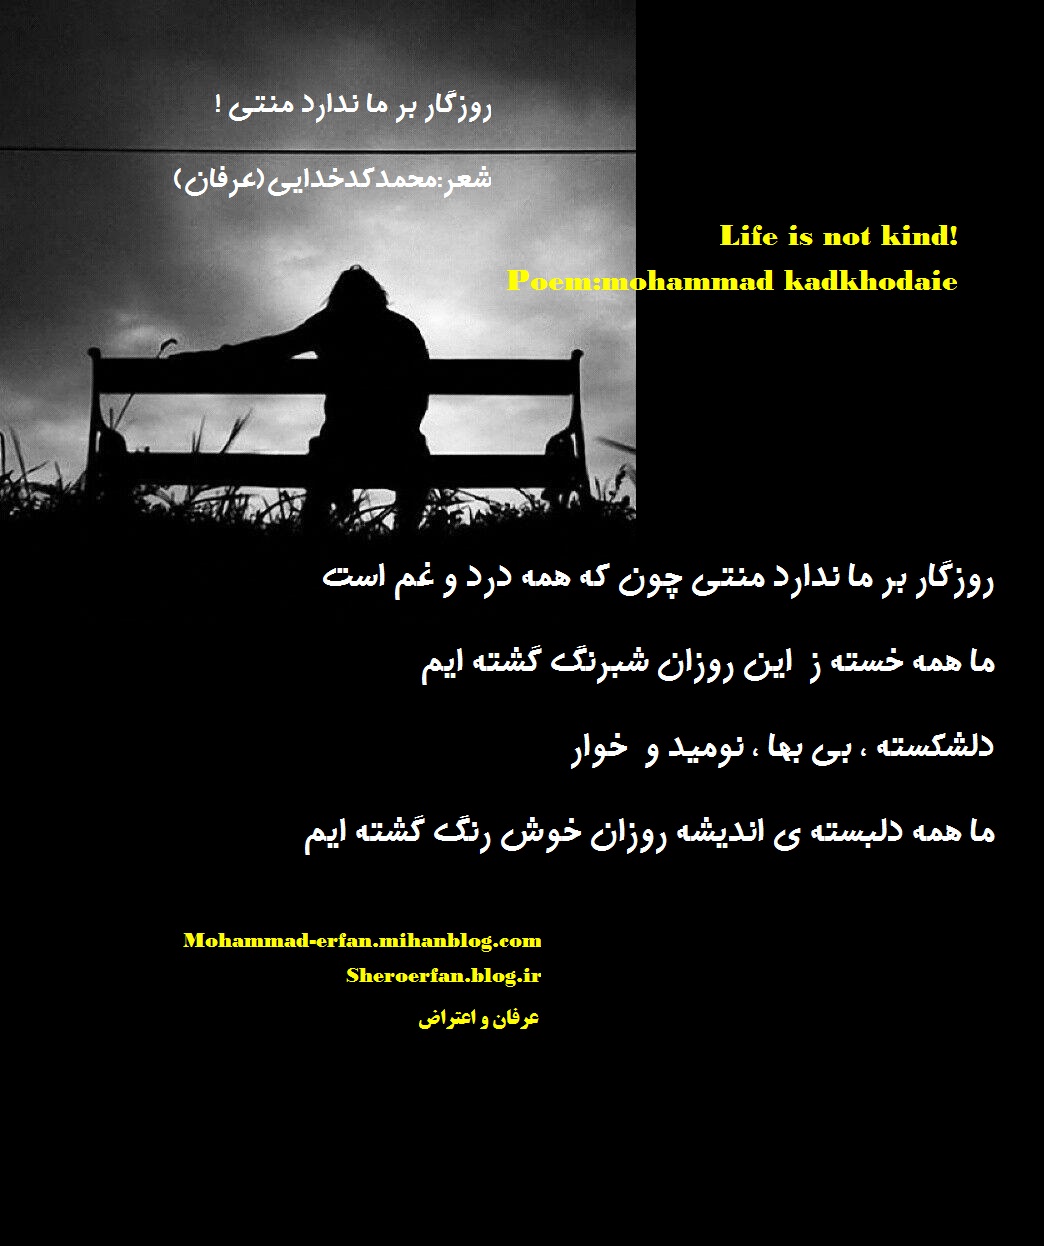 روزگار بر ما ندارد منتی !
شعر:محمدکدخدایی(عرفان)
Life is not kind!
Poem:mohammad kadkhodaie
روزگار بر ما ندارد منتی چون که همه درد و غم است
ما همه خسته ز این روزان شبرنگ گشته ایم
دلشکسته ، بی بها ، نومید و خوار
ما همه دلبسته ی اندیشه روزان خوش رنگ گشته ایم
Mohammad-erfan.mihanblog.com
Sheroerfan.blog.ir
عرفان و اعتراض